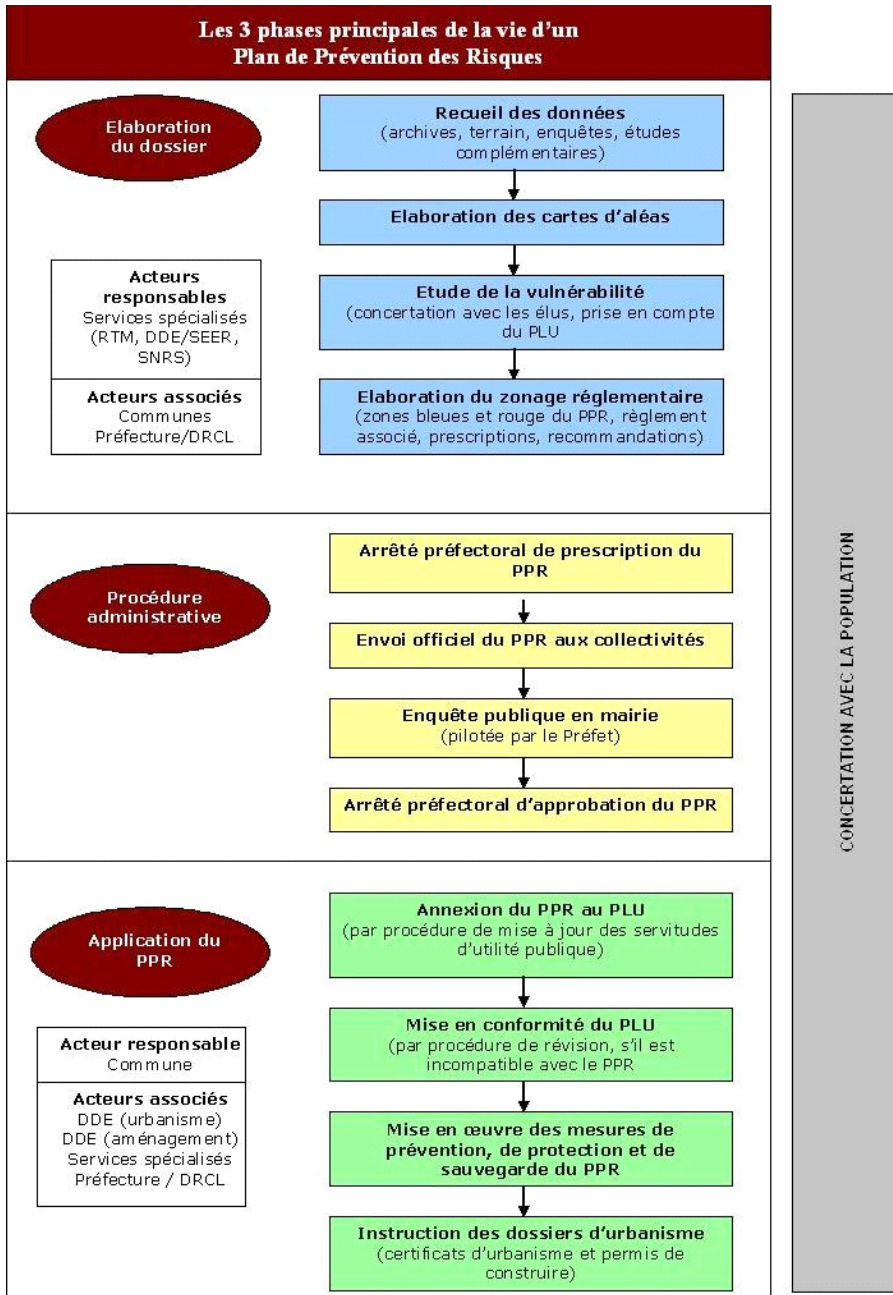 Les 3 phases principales de la vie d'un
Plan de Prévention des Risques
Elaboration
du dossier
Recueil des données
(archives, terrain, enquêtes, études
complémentaires)
Elaboration des cartes d'aléas
Acteurs
responsables
Services spécialisés
(RTM, DDE/SEER,
SNRS)
Acteurs associés
Communes
Préfecture/DRCL
Etude de la vulnérabilité
(concertation avec les élus, prise en compte
du PLU
Elaboration du zonage réglementaire
(zones bleues et rouge du PPR, règlement
associé, prescriptions, recommandations)
Procédure
administrative
Arrêté préfectoral de prescription du
PPR
Envoi officiel du PPR aux collectivités
Enquête publique en mairie
(pilotée par le Préfet)
Arrêté préfectoral d'approbation du PPR
Application du
PPR
Acteur responsable
Commune
Acteurs associés
DDE (urbanisme)
DDE (aménagement)
Services spécialisés
Préfecture / DRCL
Annexion du PPR au PLU
(par procédure de mise à jour des servitudes
d'utilité publique)
Mise en conformité du PLU
(par procédure de révision, s'il est
incompatible avec le PPR
Mise en œuvre des mesures de
prévention, de protection et de
sauvegarde du PPR
Instruction des dossiers d'urbanisme
(certificats d'urbanisme et permis de
construire)
CONCERTATION AVEC LA POPULATION